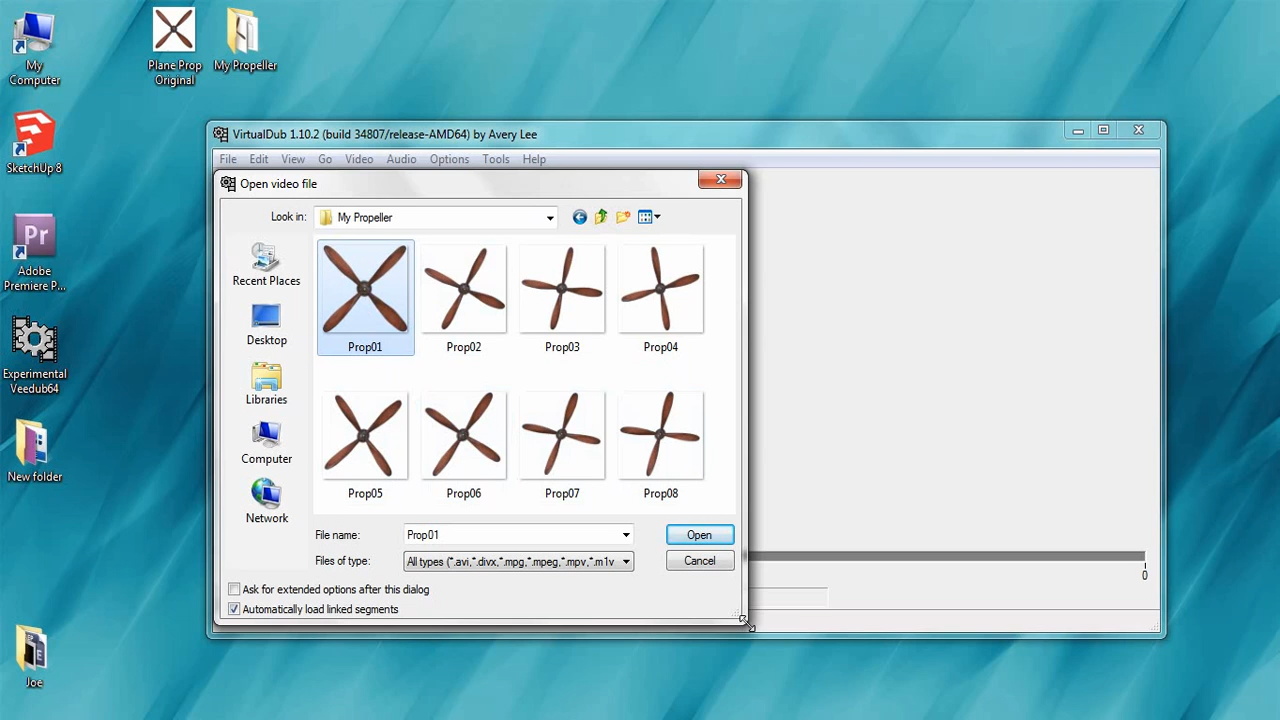 My Computer
Plane Prop Original
My Propeller
SketchUp 8
Pr
Adobe Premiere P...
Experimental Veedub64
New folder
Joe
VirtualDub 1.10.2 (build 34807/release-AMD64) by Avery Lee
File Edit View Go Video Audio Options Tools Help
Open video file
Look in: My Propeller
Recent Places
Desktop
Libraries
Computer
Network
Prop01 Prop02 Prop03 Prop04
Prop05 Prop06 Prop07 Prop08
File name: Prop01 Open
Files of type: All types (*.avi,*.divx,*.mpg,*.mpeg,*.mpv,*.m1v Cancel
Ask for extended options after this dialog
Automatically load linked segments
0